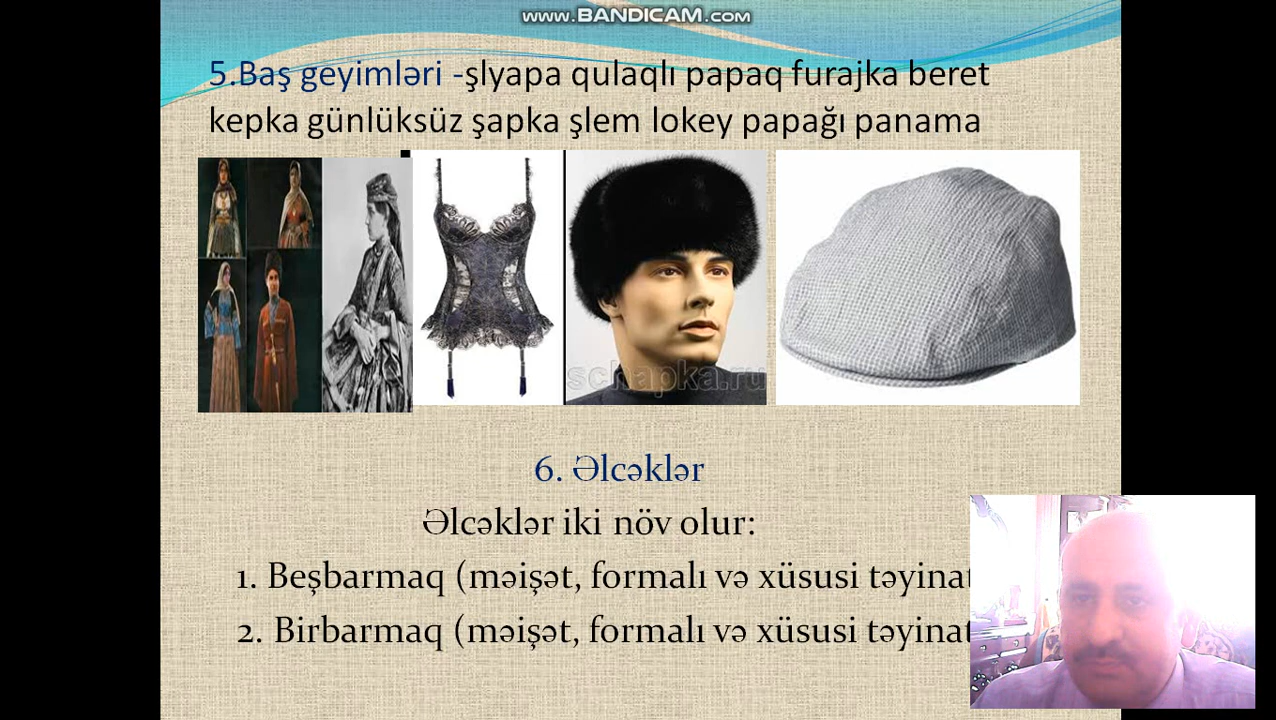 www.BANDICAM.com
5.Baş geyimləri -şlyapa qulaqlı papaq furajka beret
kepka günlüksüz şapka şlem lokey papağı panama
schapka.ru
6. Əlcəklər
Əlcəklər iki növ olur:
1. Beşbarmaq (məişət, formalı və xüsusi təyinat
2. Birbarmaq (məişət, formalı və xüsusi təyinat